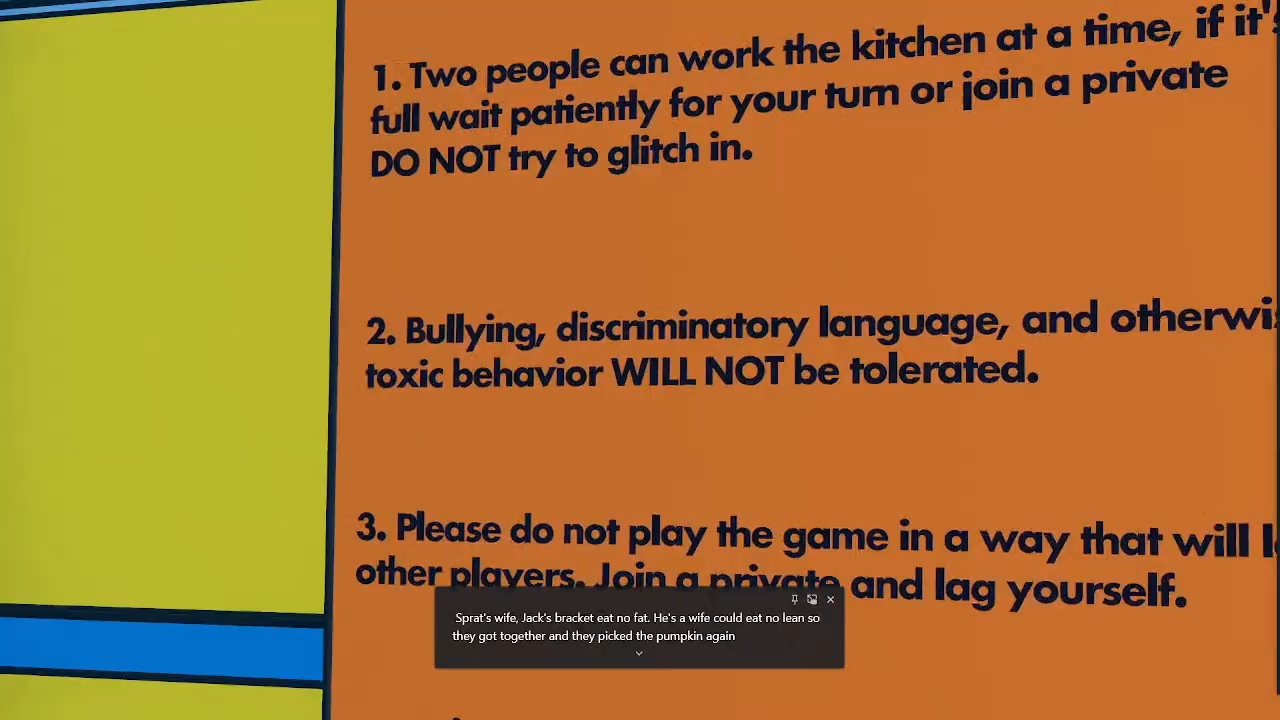 1. Two people can work the kitchen at a time, if it's
full wait patiently for your turn or join a private
DO NOT try to glitch in.
2. Bullying, discriminatory language, and otherwis
toxic behavior WILL NOT be tolerated.
3. Please do not play the game in a way that will l
other players. Join a private and lag yourself.
Sprat's wife, Jack's bracket eat no fat. He's a wife could eat no lean so
they got together and they picked the pumpkin again